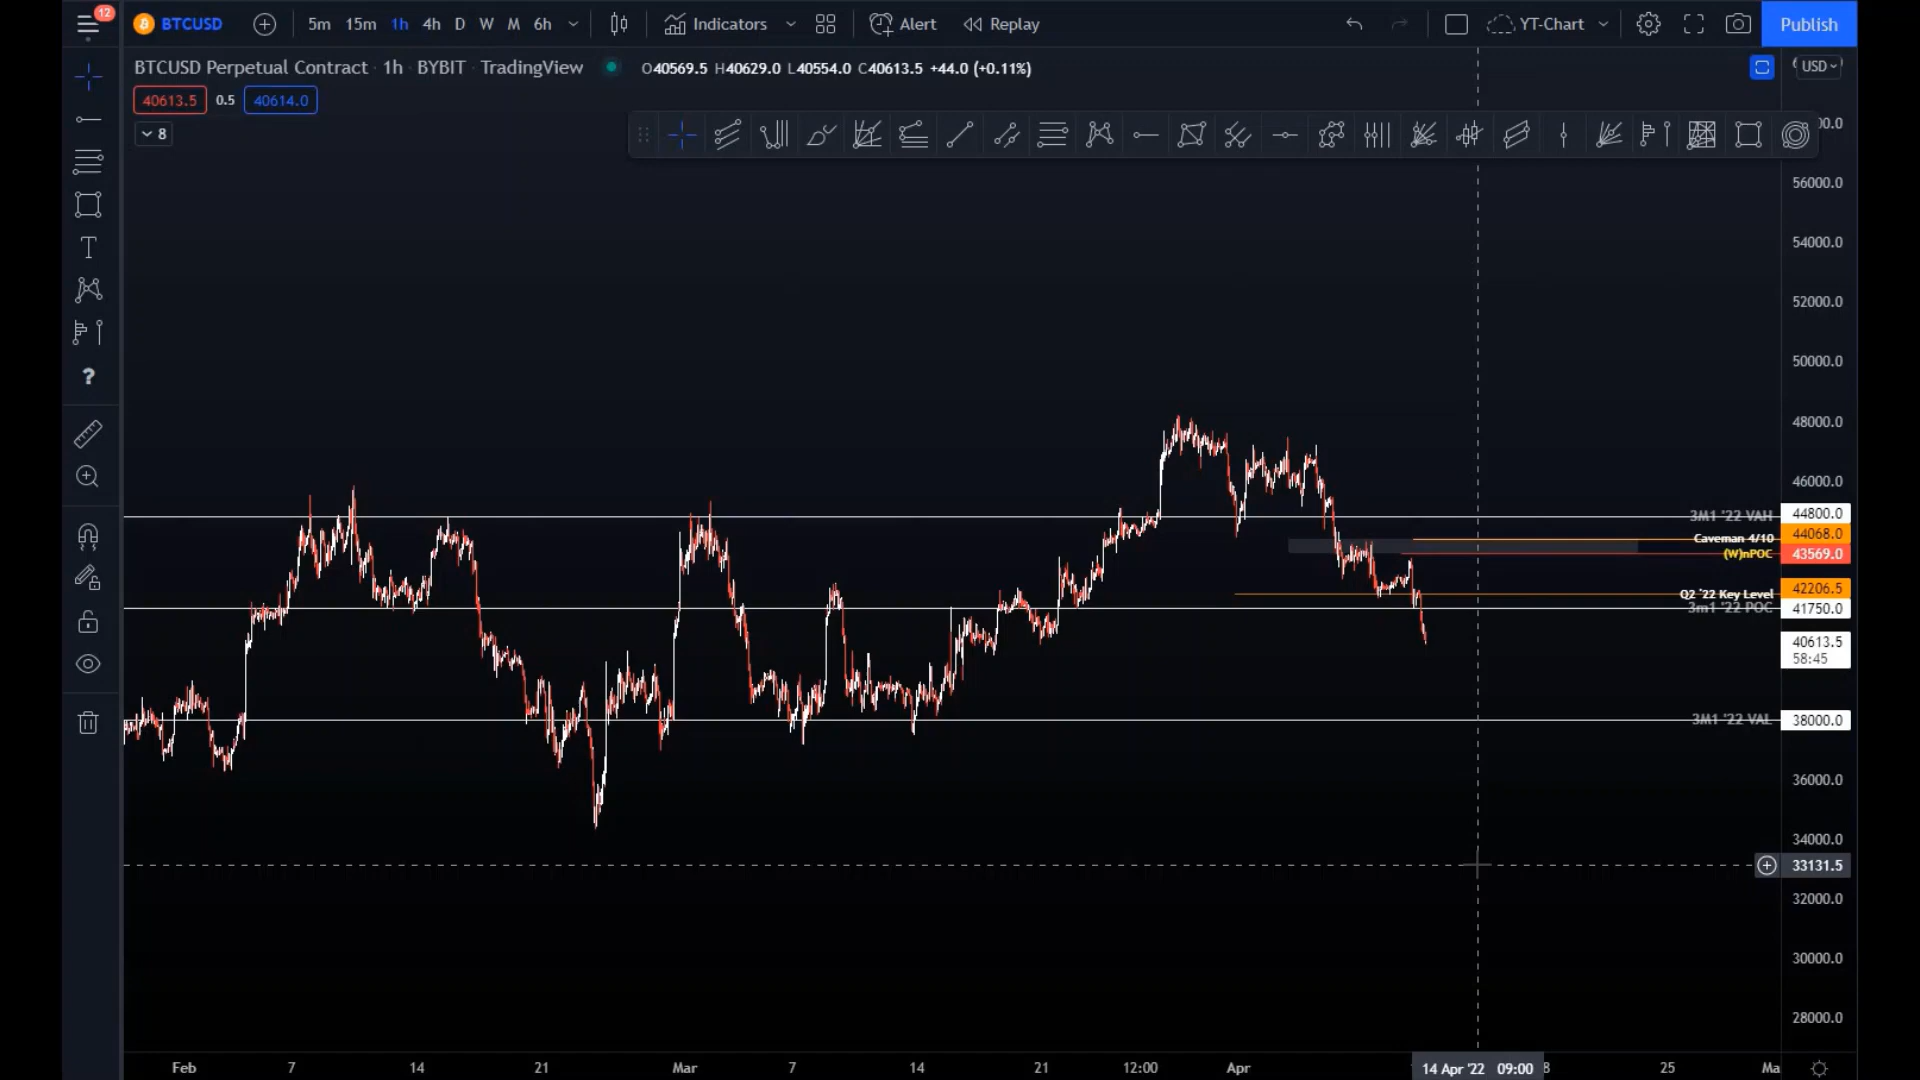 12
BTCUSD 5m 15m 1h 4h D W M 6h Indicators Alert Replay YT-Chart Publish
BTCUSD Perpetual Contract · 1h · BYBIT · TradingView O40569.5 H40629.0 L40554.0 C40613.5 +44.0 (+0.11%) USD
40613.5 0.5 40614.0
8
T
?
56000.0
54000.0
52000.0
50000.0
48000.0
46000.0
3M1 '22 VAH 44800.0
Caveman 4/10 44068.0
(W)nPOC 43569.0
Q2 '22 Key Level 42206.5
3m1 '22 POC 41750.0
40613.5
58:45
3M1 '22 VAL 38000.0
36000.0
34000.0
33131.5
32000.0
30000.0
28000.0
Feb 7 14 21 Mar 7 14 21 12:00 Apr 14 Apr '22 09:00 8 25 Ma